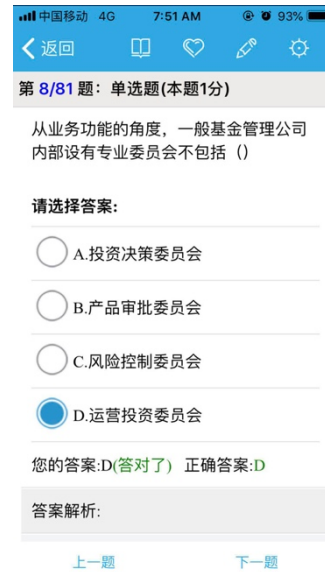 中国移动 4G 7:51 AM 93%
返回
第 8/81 题：单选题(本题1分)
从业务功能的角度，一般基金管理公司
内部设有专业委员会不包括（）
请选择答案:
A.投资决策委员会
B.产品审批委员会
C.风险控制委员会
D.运营投资委员会
您的答案:D(答对了) 正确答案:D
答案解析:
上一题 下一题